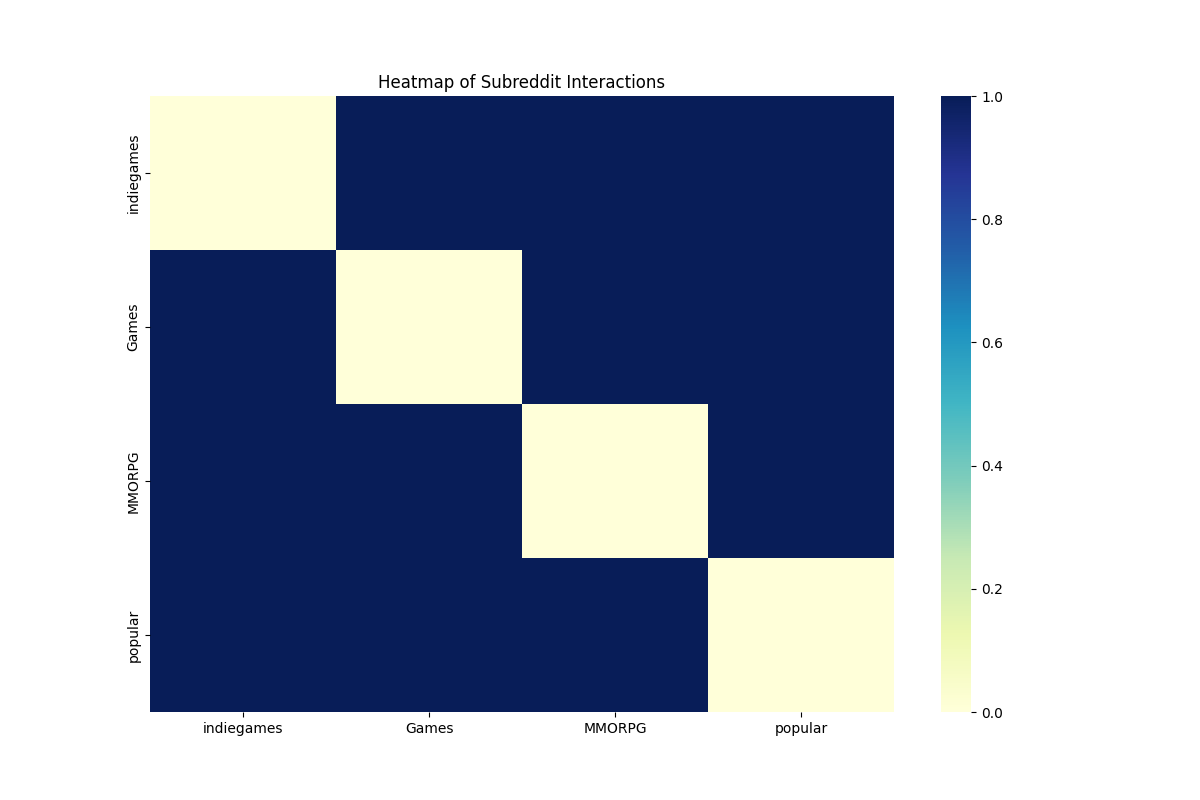 Heatmap of Subreddit Interactions
indiegames
Games
MMORPG
popular
indiegames
Games
MMORPG
popular
1.0
0.8
0.6
0.4
0.2
0.0